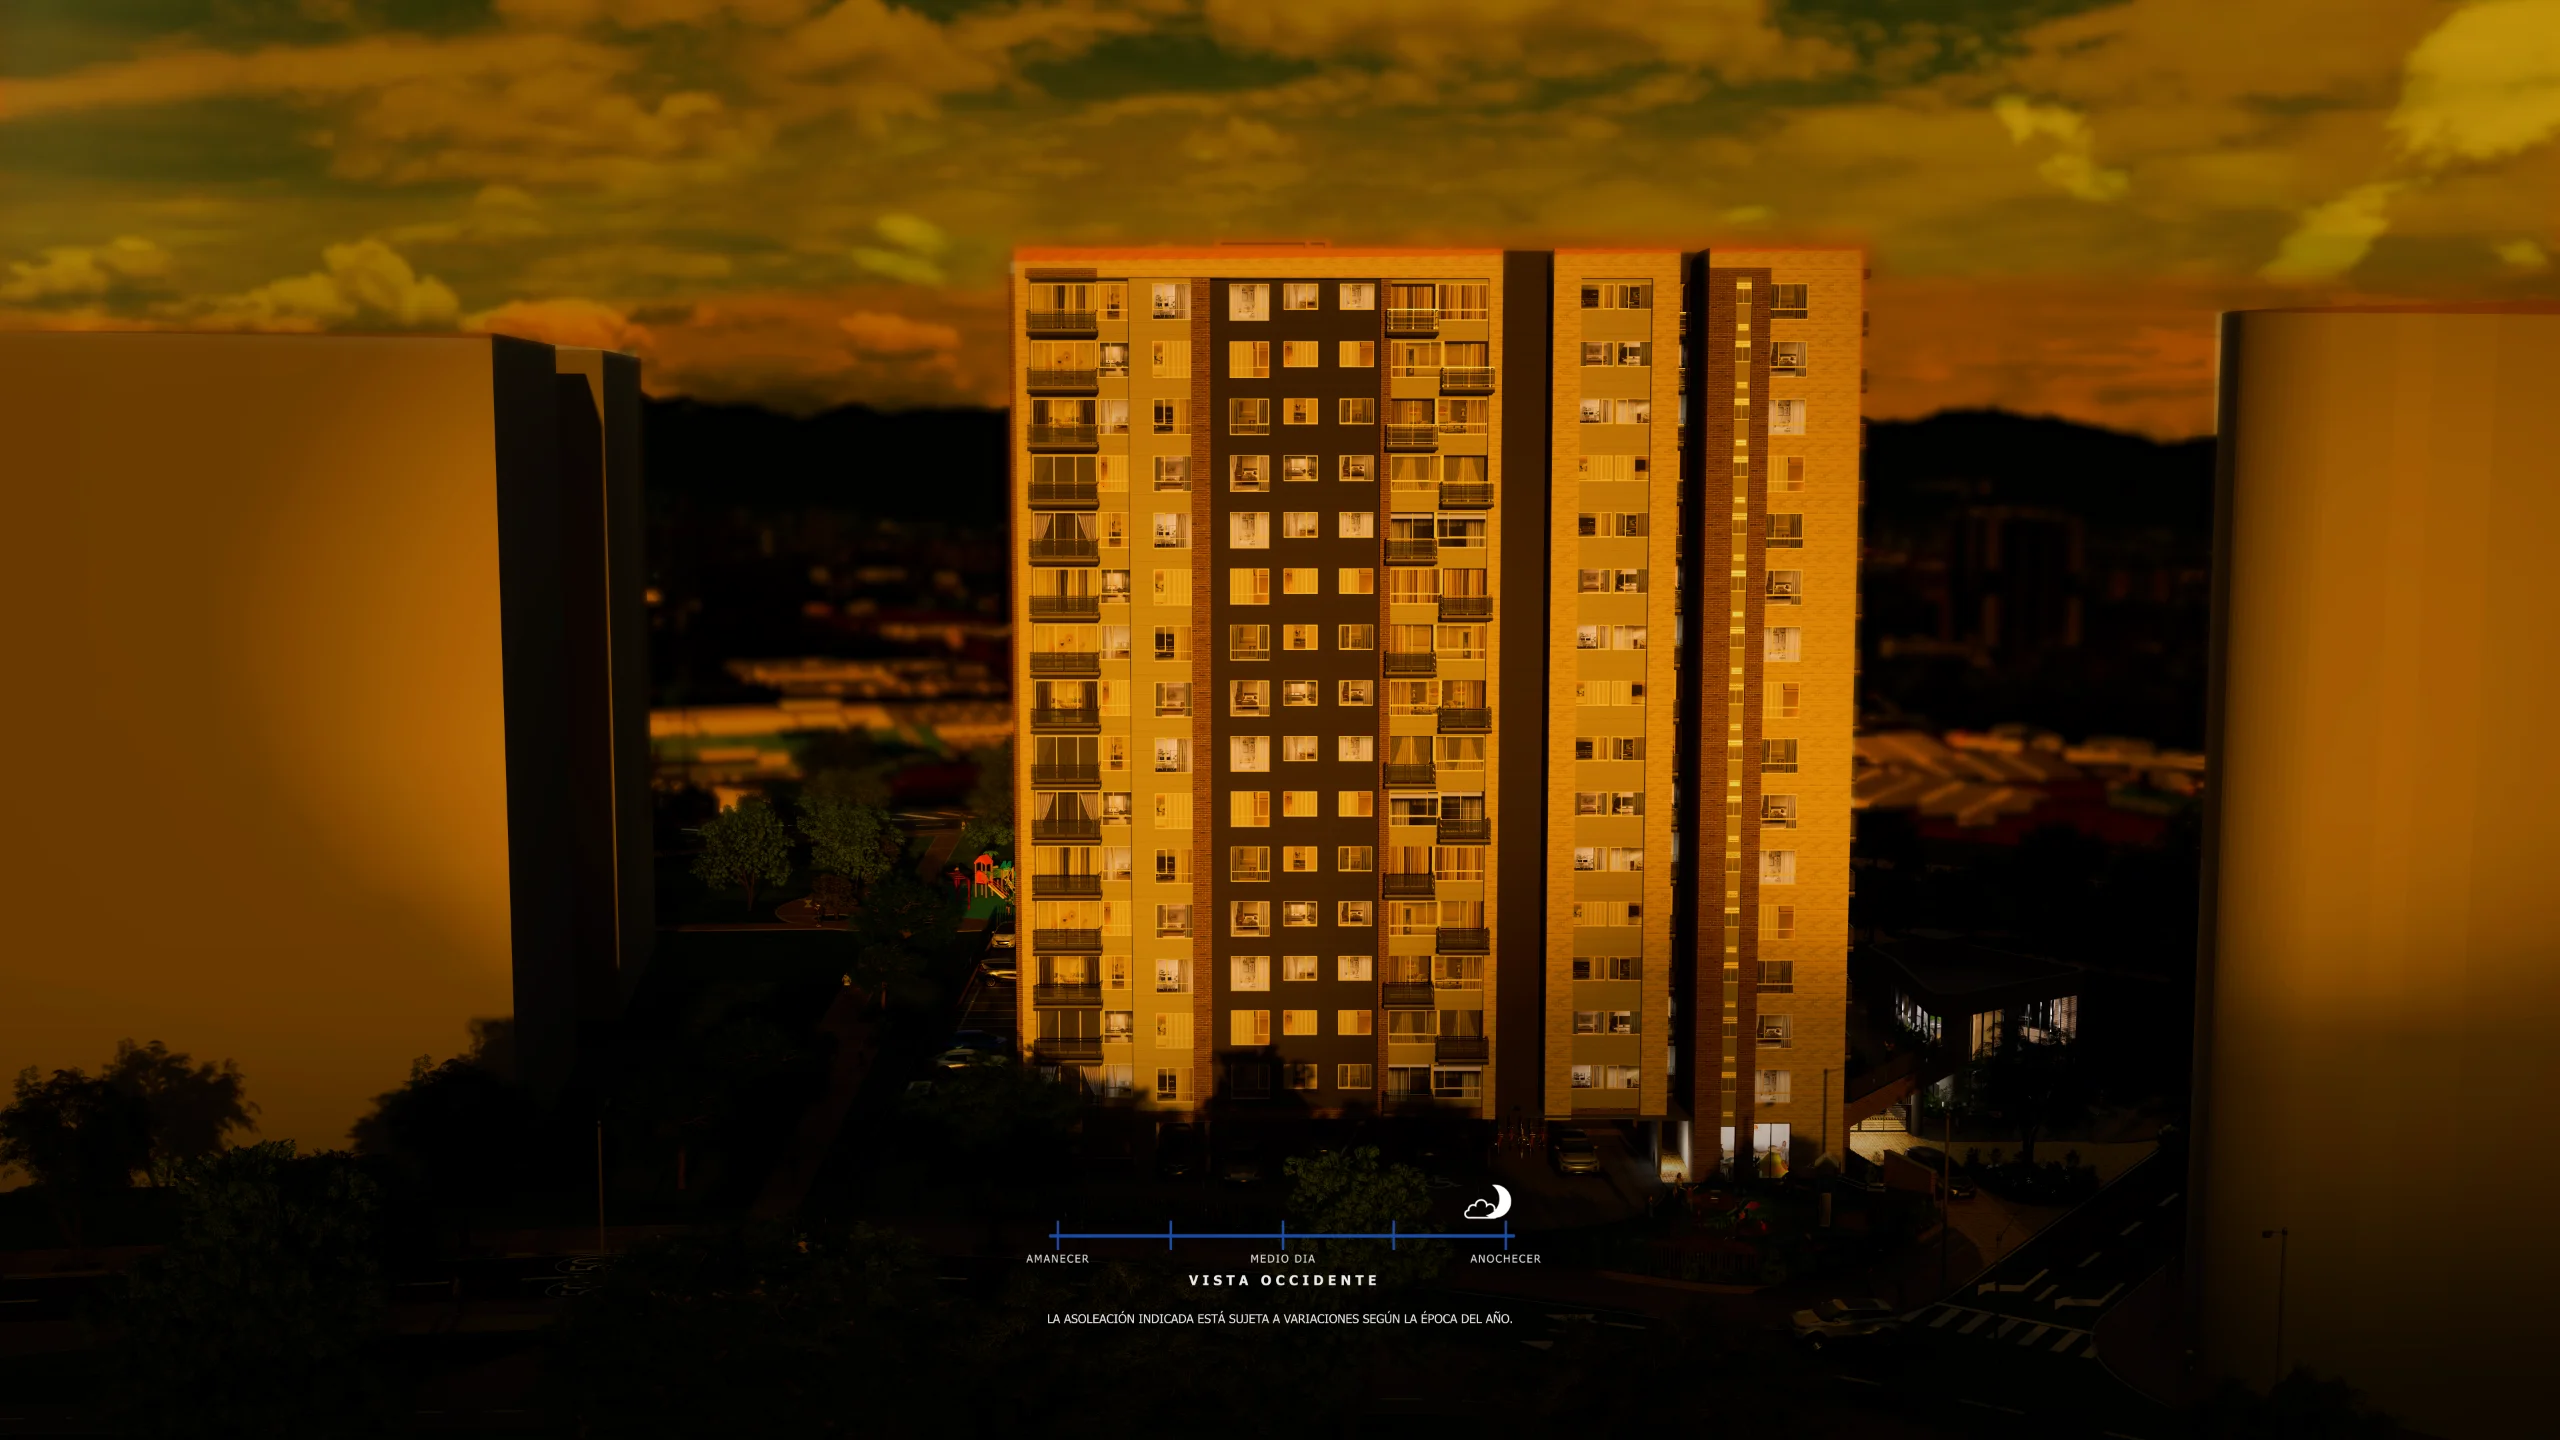 AMANECER
MEDIO DIA
ANOCHECER
VISTA OCCIDENTE
LA ASOLEACIÓN INDICADA ESTÁ SUJETA A VARIACIONES SEGÚN LA ÉPOCA DEL AÑO.